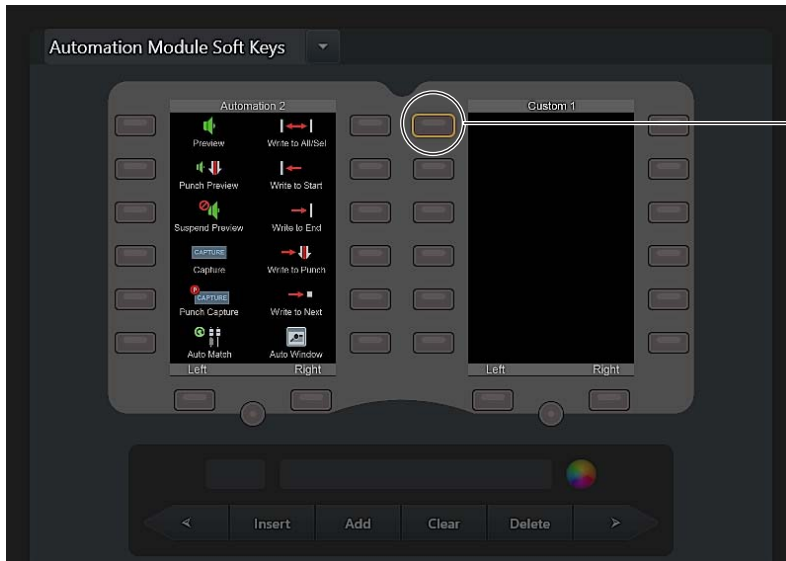 Automation Module Soft Keys
Automation 2
Custom 1
Preview
Write to All/Sel
Punch Preview
Write to Start
Suspend Preview
Write to End
CAPTURE
Capture
Write to Punch
P
CAPTURE
Punch Capture
Write to Next
Auto Match
Auto Window
Left
Right
Left
Right
Insert
Add
Clear
Delete